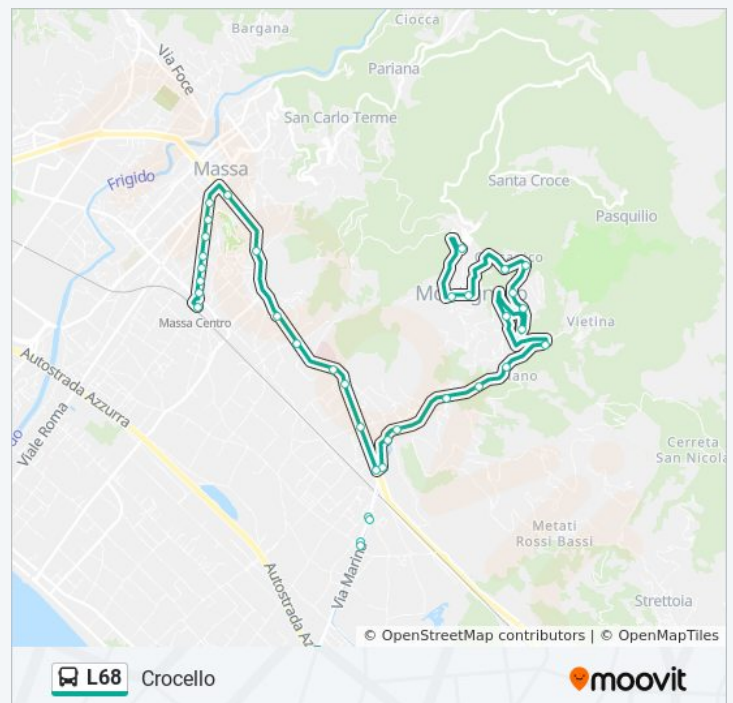 Ciocca
Bargana
Via Foce
Pariana
San Carlo Terme
Massa
Frigido
Santa Croce
Pasquilio
Massa Centro
Vietina
Autostrada Azzurra
Viale Roma
Cerreta
San Nicola
Metati
Rossi Bassi
Via Marina
Autostrada Az
Strettoia
© OpenStreetMap contributors | © OpenMapTiles
L68 Crocello
moovit